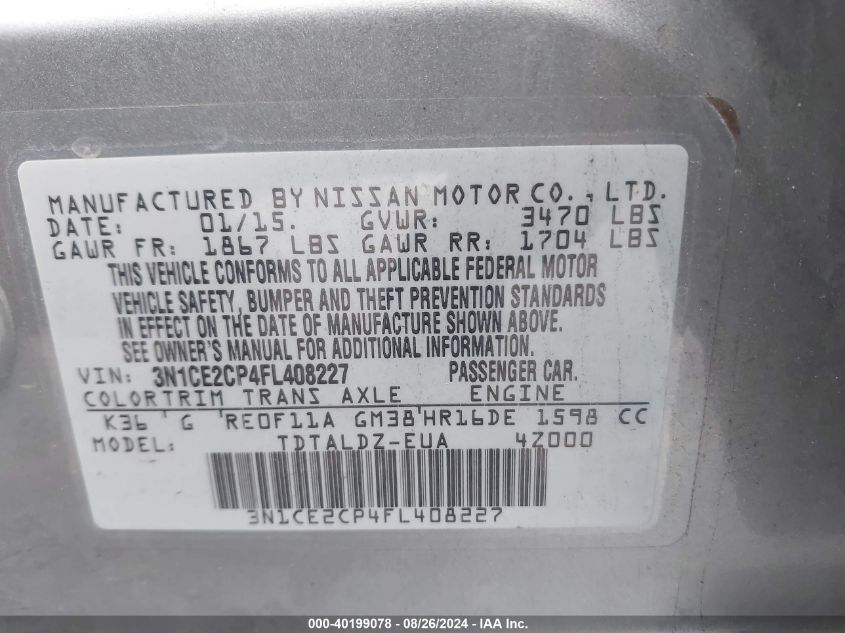 MANUFACTURED BY NISSAN MOTOR CO., LTD.
DATE: 01/15. GVWR: 3470 LBS
GAWR FR: 1867 LBS GAWR RR: 1704 LBS
THIS VEHICLE CONFORMS TO ALL APPLICABLE FEDERAL MOTOR
VEHICLE SAFETY, BUMPER AND THEFT PREVENTION STANDARDS
IN EFFECT ON THE DATE OF MANUFACTURE SHOWN ABOVE.
SEE OWNER'S MANUAL FOR ADDITIONAL INFORMATION.
VIN: 3N1CE2CP4FL408227 PASSENGER CAR.
COLORTRIM TRANS AXLE ENGINE
K36 G RE0F11A GM38 HR16DE 1598 CC
MODEL: TDTALDZ-EUA 4Z000
3N1CE2CP4FL408227
000-40199078 - 08/26/2024 - IAA Inc.